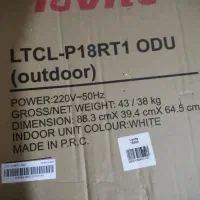 LTCL-P18RT1 ODU
(outdoor)
POWER: 220V~50Hz
GROSS/NET WEIGHT: 43 / 38 kg
DIMENSION: 88.3 cmX 39.4 cmX 64.5 cm
INDOOR UNIT COLOUR: WHITE
MADE IN P.R.C.